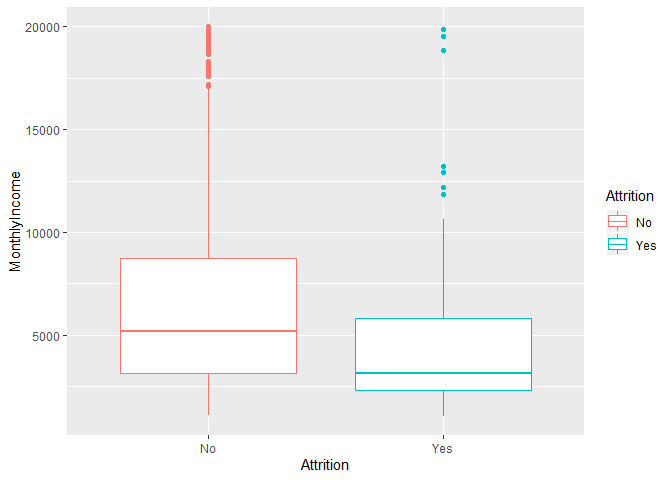 20000
15000
10000
5000
MonthlyIncome
No
Yes
Attrition
Attrition
No
Yes